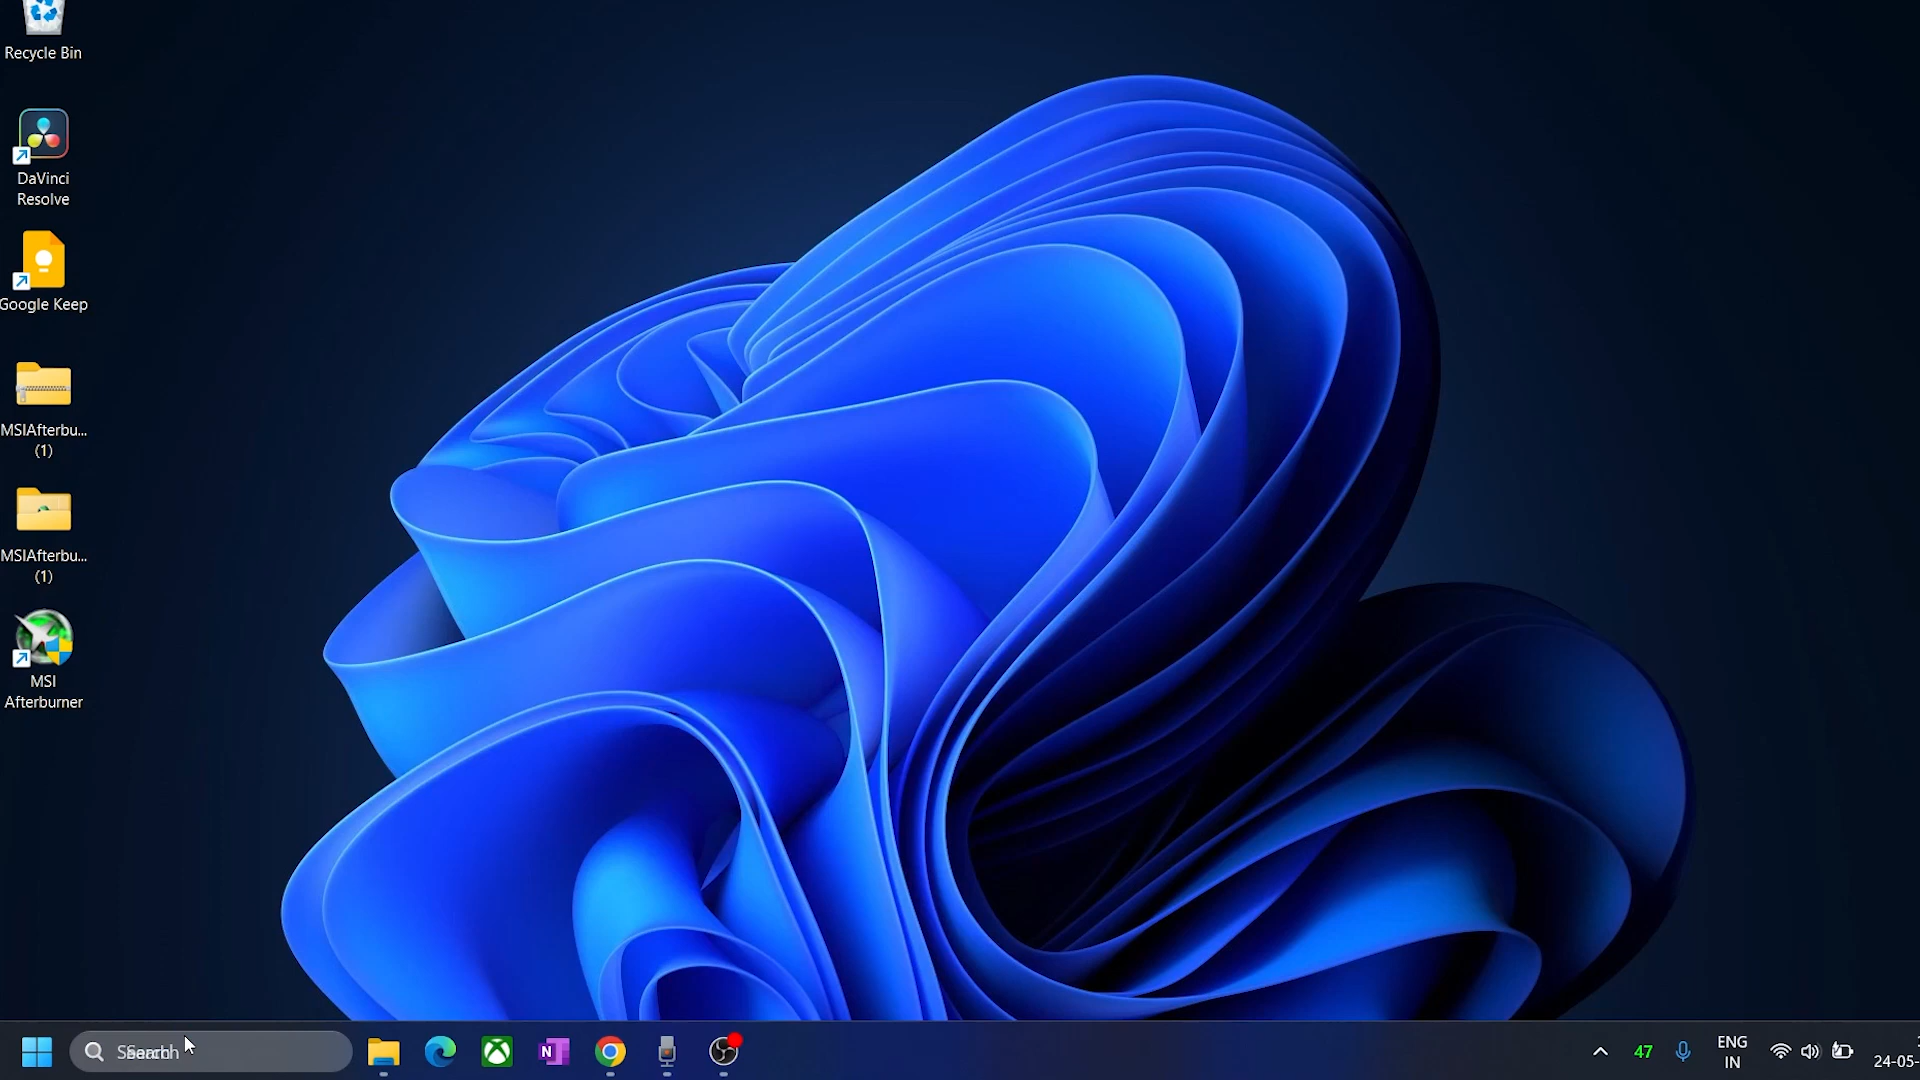 Recycle Bin
DaVinci
Resolve
Google Keep
MSIAfterbu...
(1)
MSIAfterbu...
(1)
MSI
Afterburner
Search
N
47
ENG
IN
24-05-